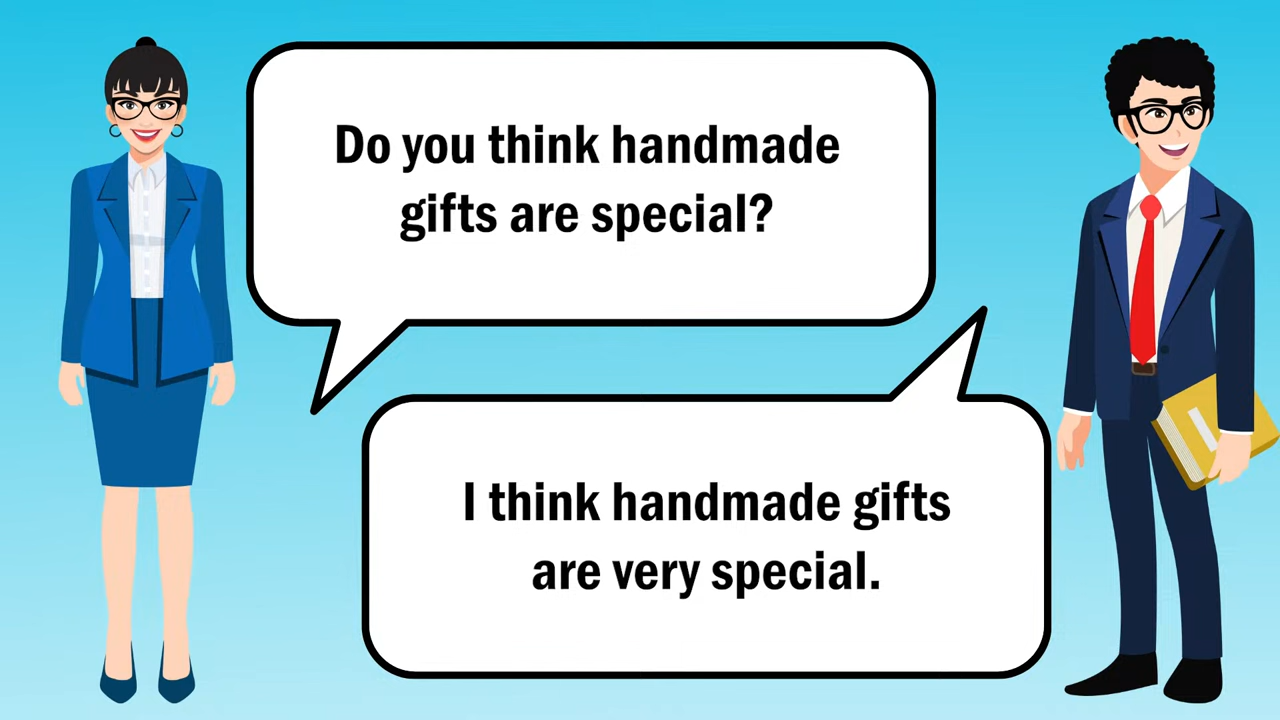 Do you think handmade
gifts are special?
I think handmade gifts
are very special.